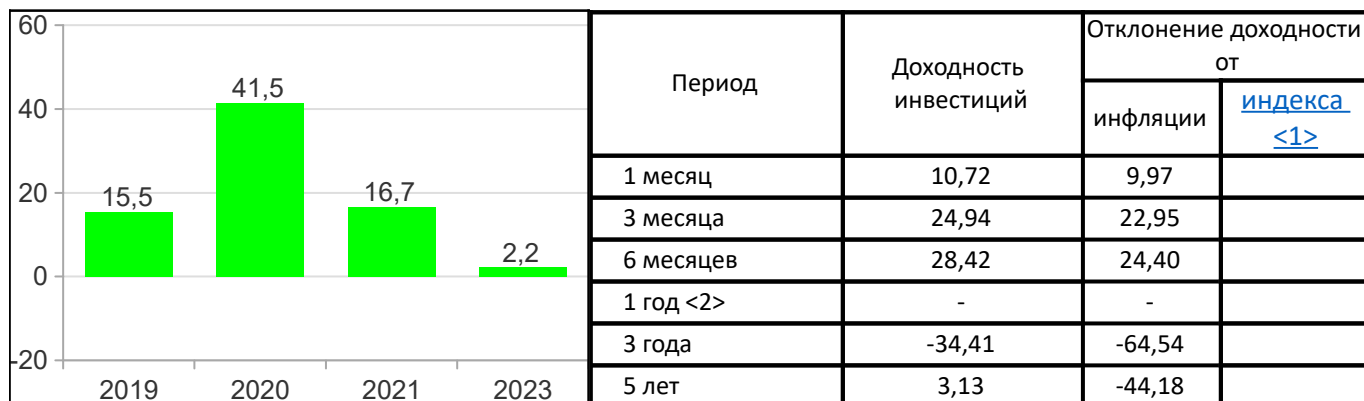 60
40
20
0
-20
15,5
41,5
16,7
2,2
2019 2020 2021 2023
Период
Доходность
инвестиций
Отклонение доходности
от
инфляции
индекса
<1>
1 месяц 10,72 9,97
3 месяца 24,94 22,95
6 месяцев 28,42 24,40
1 год <2> - -
3 года -34,41 -64,54
5 лет 3,13 -44,18